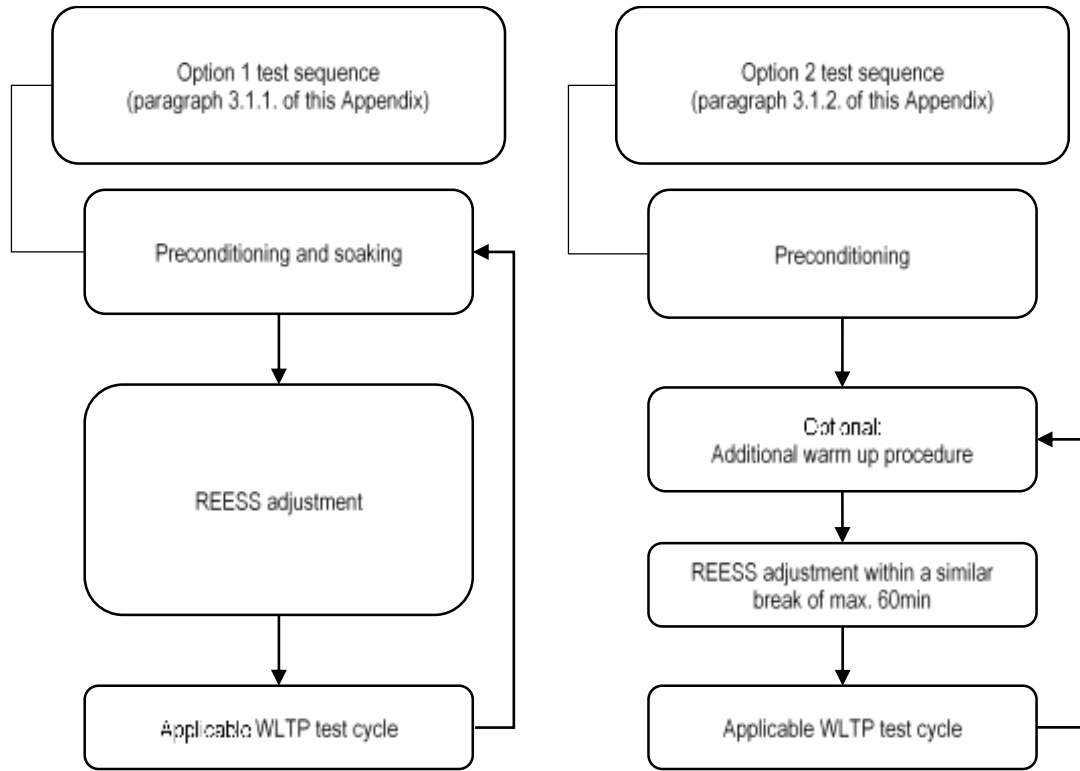 Option 1 test sequence
(paragraph 3.1.1. of this Appendix)
Preconditioning and soaking
REESS adjustment
Applicable WLTP test cycle
Option 2 test sequence
(paragraph 3.1.2. of this Appendix)
Preconditioning
Optional:
Additional warm up procedure
REESS adjustment within a similar
break of max. 60min
Applicable WLTP test cycle